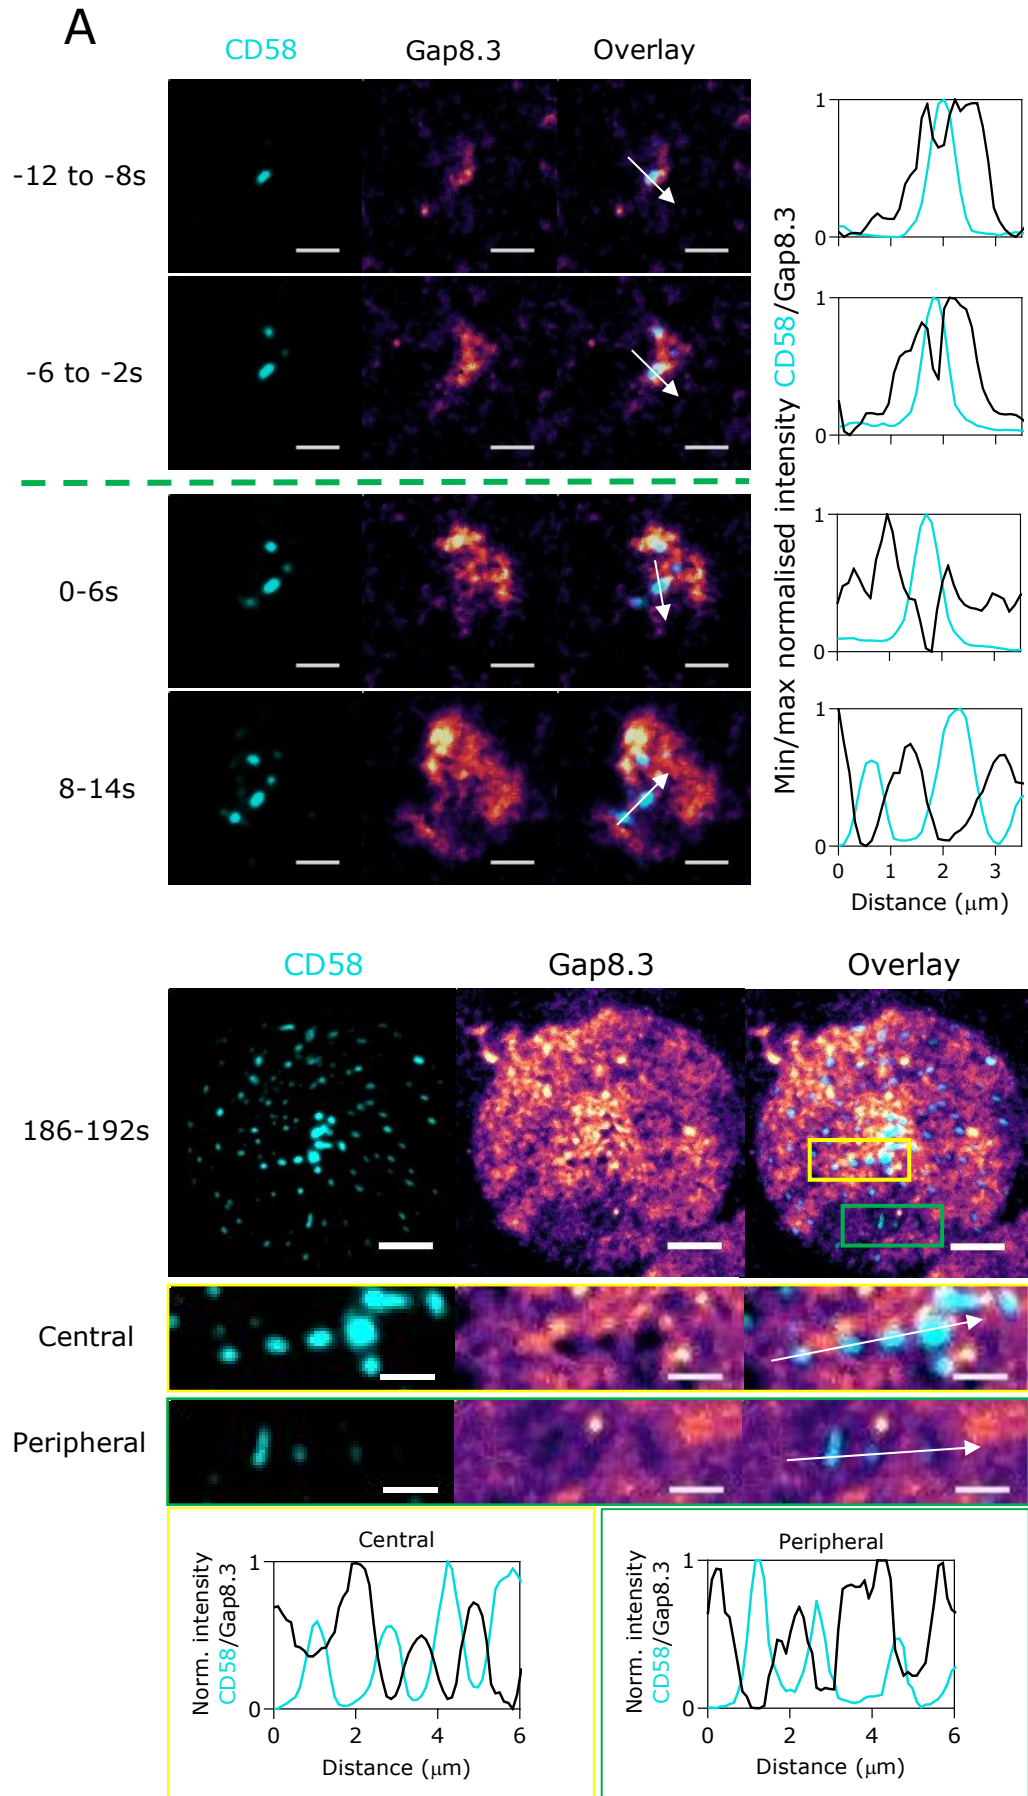 A
CD58 Gap8.3 Overlay
-12 to -8s
-6 to -2s
0-6s
8-14s
Min/max normalised intensity CD58/Gap8.3
1
0
1
0
1
0
1
0
0 1 2 3
Distance (μm)
CD58 Gap8.3 Overlay
186-192s
Central
Peripheral
Central
Norm. intensity
CD58/Gap8.3
1
0
0 2 4 6
Distance (μm)
Peripheral
Norm. intensity
CD58/Gap8.3
1
0
0 2 4 6
Distance (μm)